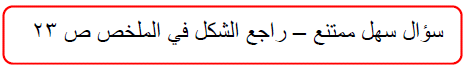 سؤال سهل ممتنع – راجع الشكل في الملخص ص ٢٣